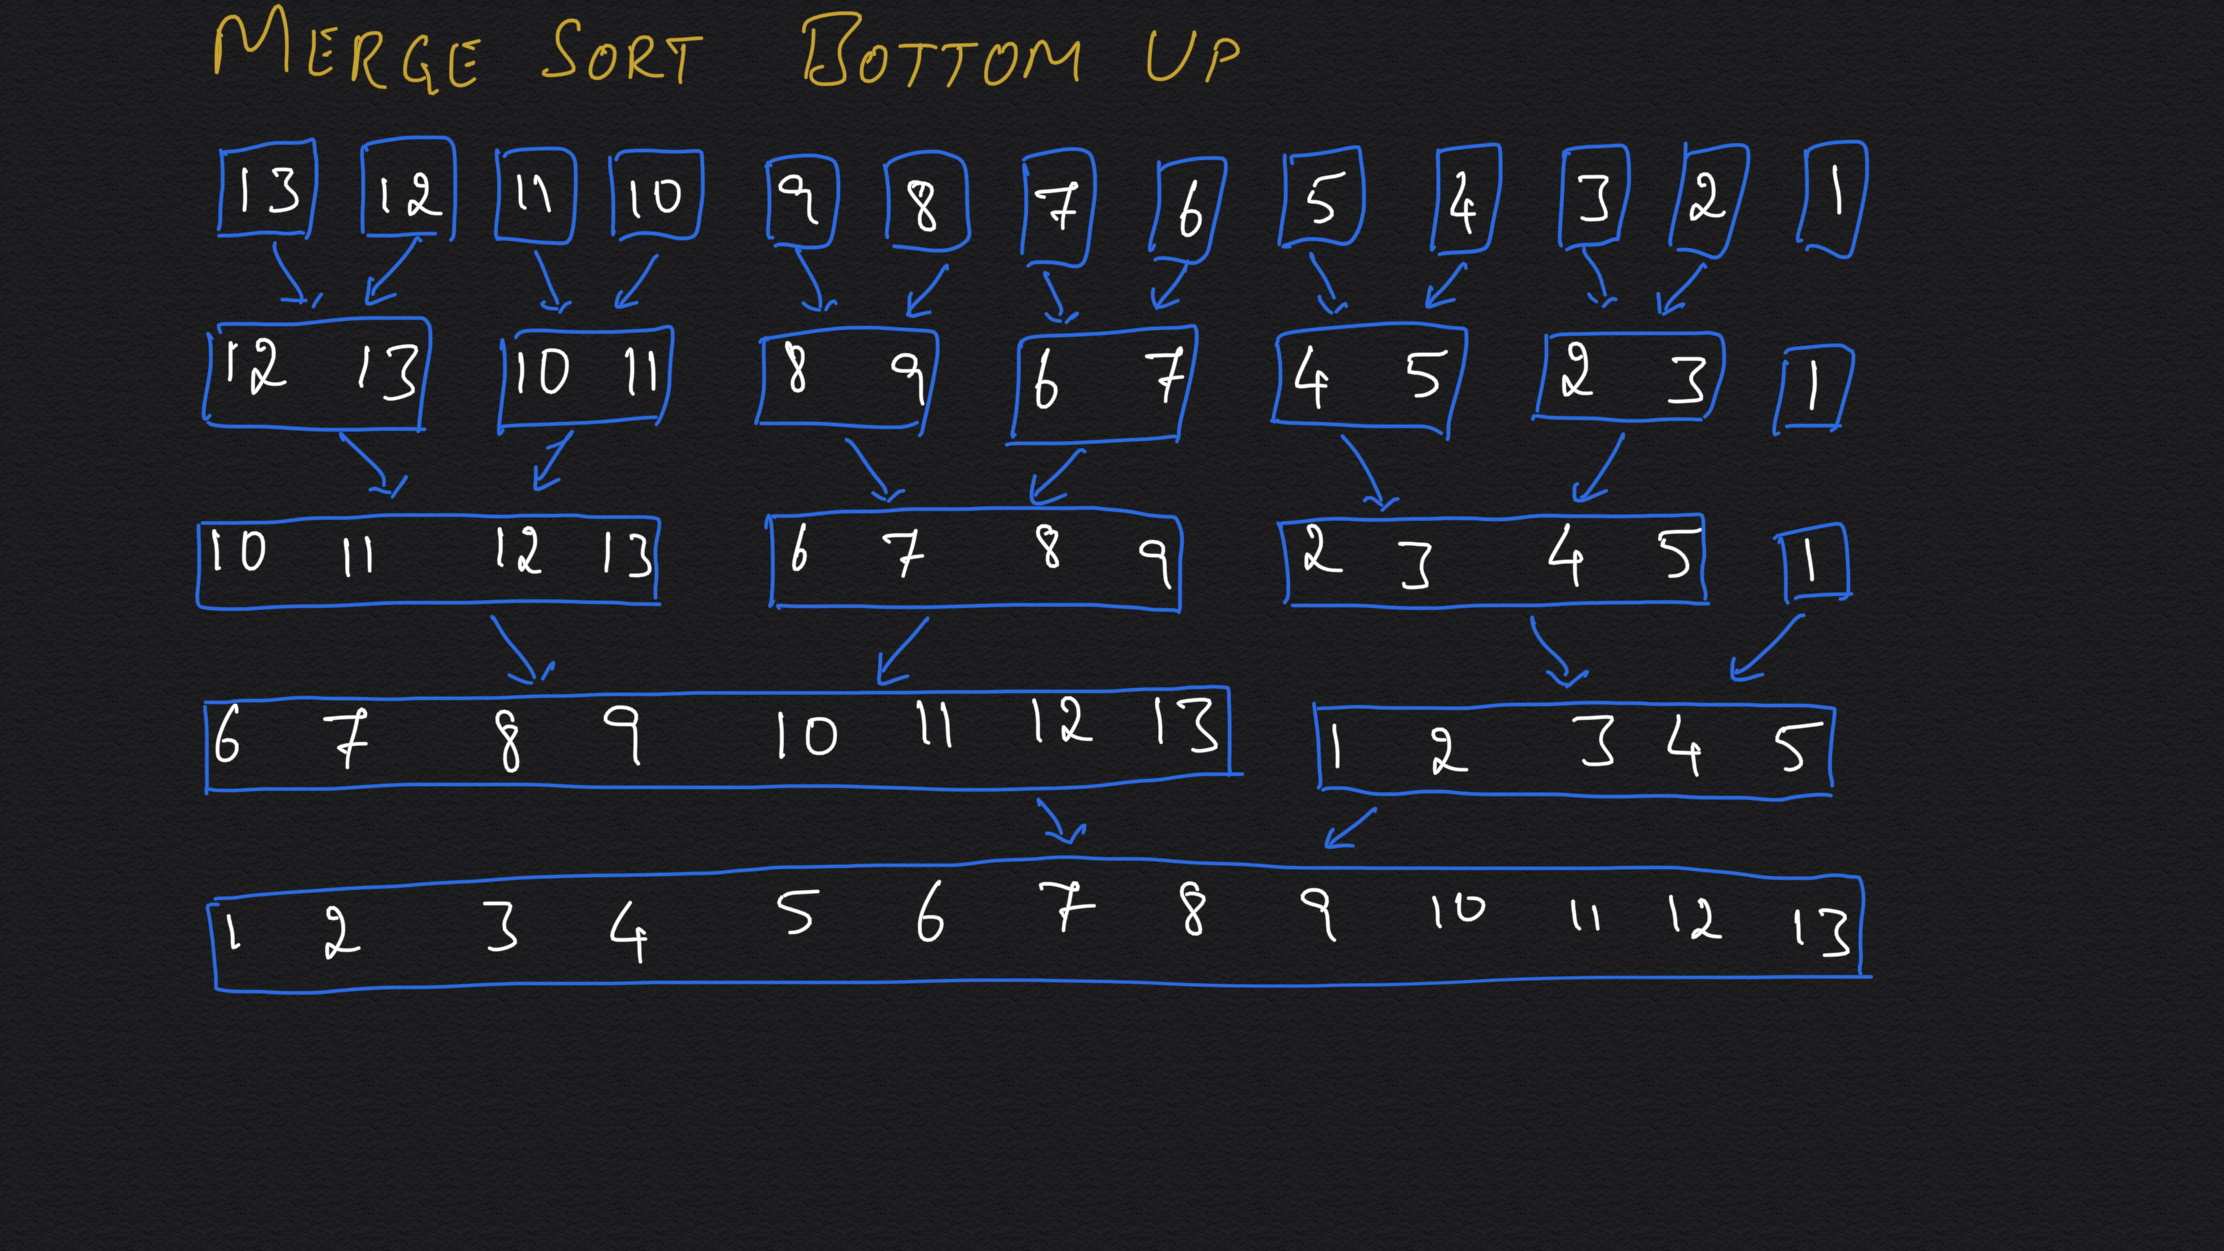 MERGE SORT BOTTOM UP
13 12 11 10 9 8 7 6 5 4 3 2 1
12 13 10 11 8 9 6 7 4 5 2 3 1
10 11 12 13 6 7 8 9 2 3 4 5 1
6 7 8 9 10 11 12 13 1 2 3 4 5
1 2 3 4 5 6 7 8 9 10 11 12 13